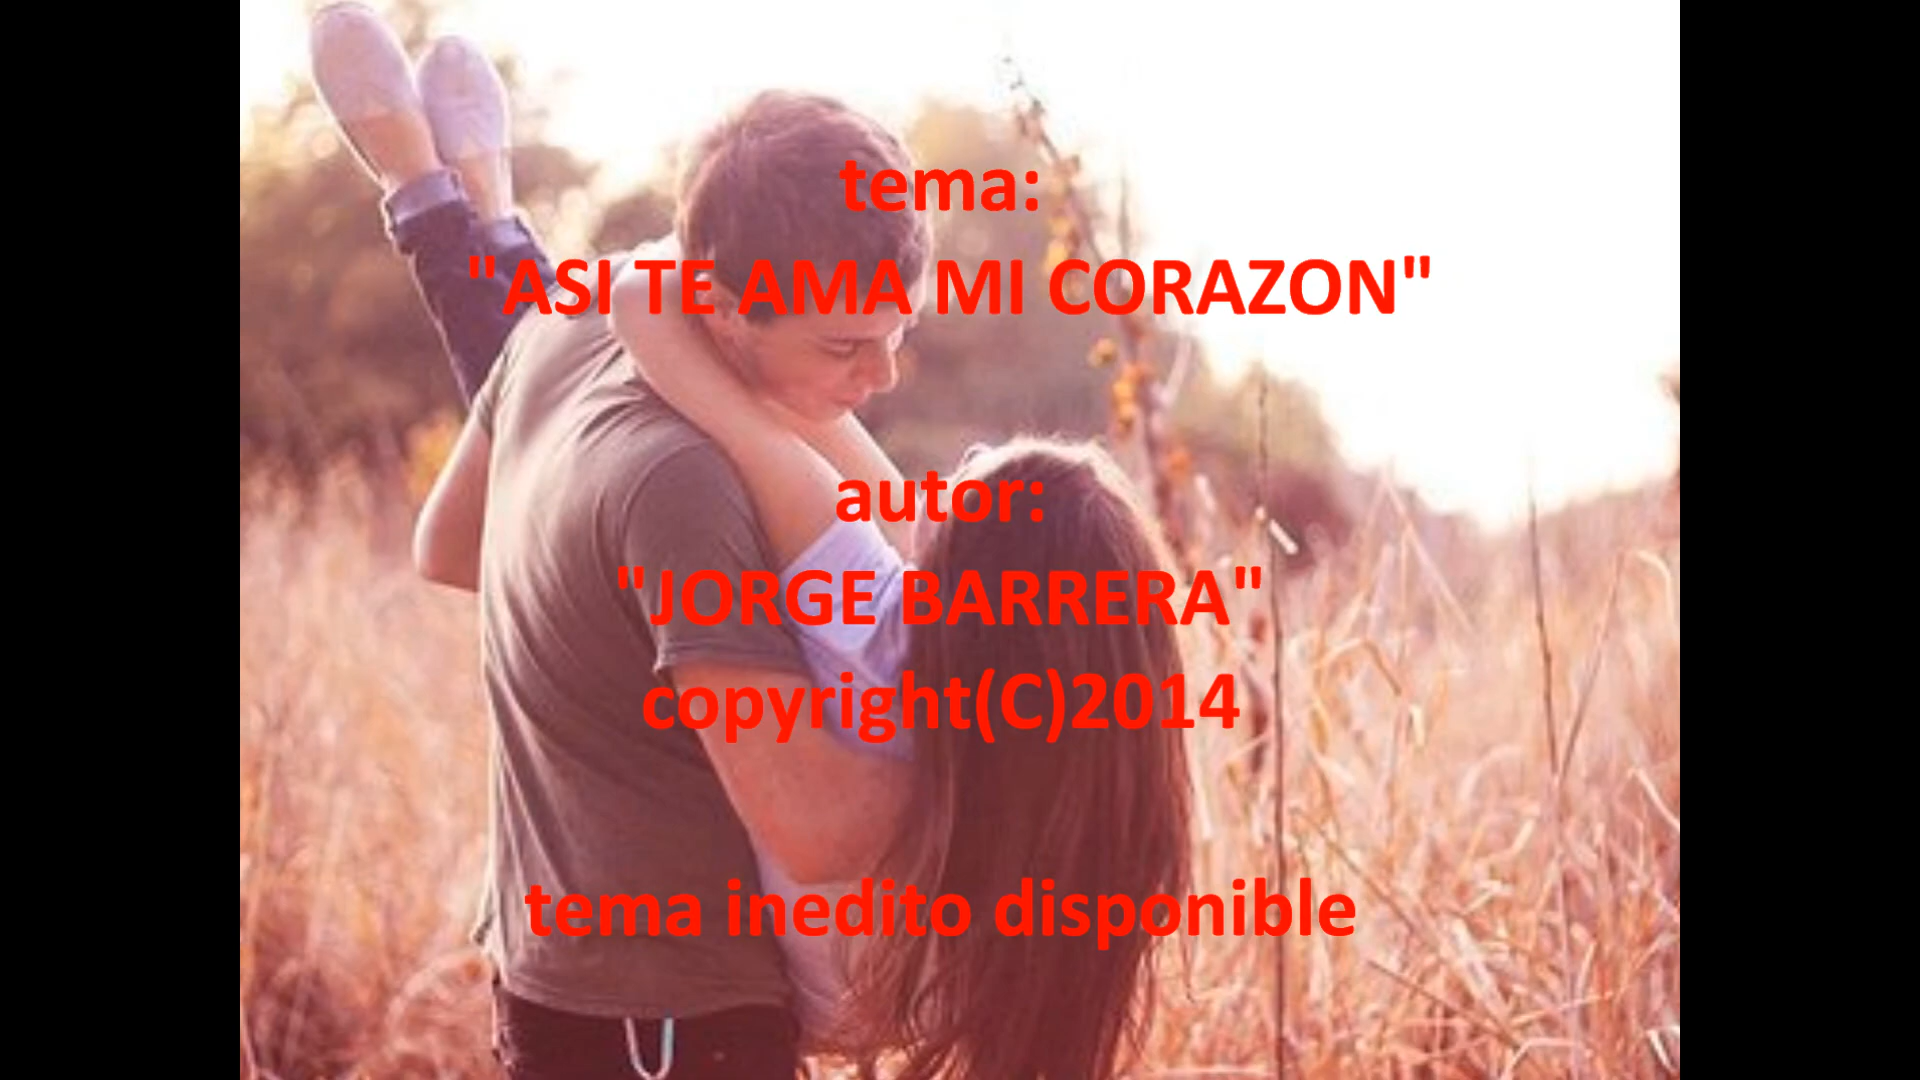 tema:
"ASI TE AMA MI CORAZON"
autor:
"JORGE BARRERA"
copyright(C)2014
tema inedito disponible